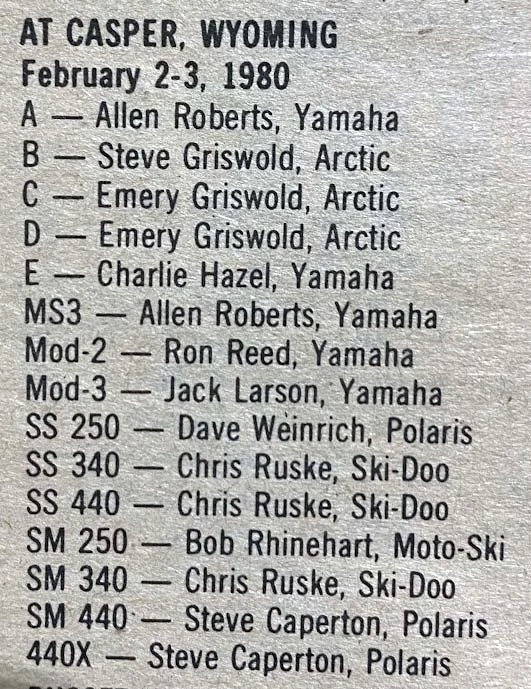 AT CASPER, WYOMING
February 2-3, 1980
A — Allen Roberts, Yamaha
B — Steve Griswold, Arctic
C — Emery Griswold, Arctic
D — Emery Griswold, Arctic
E — Charlie Hazel, Yamaha
MS3 — Allen Roberts, Yamaha
Mod-2 — Ron Reed, Yamaha
Mod-3 — Jack Larson, Yamaha
SS 250 — Dave Weinrich, Polaris
SS 340 — Chris Ruske, Ski-Doo
SS 440 — Chris Ruske, Ski-Doo
SM 250 — Bob Rhinehart, Moto-Ski
SM 340 — Chris Ruske, Ski-Doo
SM 440 — Steve Caperton, Polaris
440X — Steve Caperton, Polaris